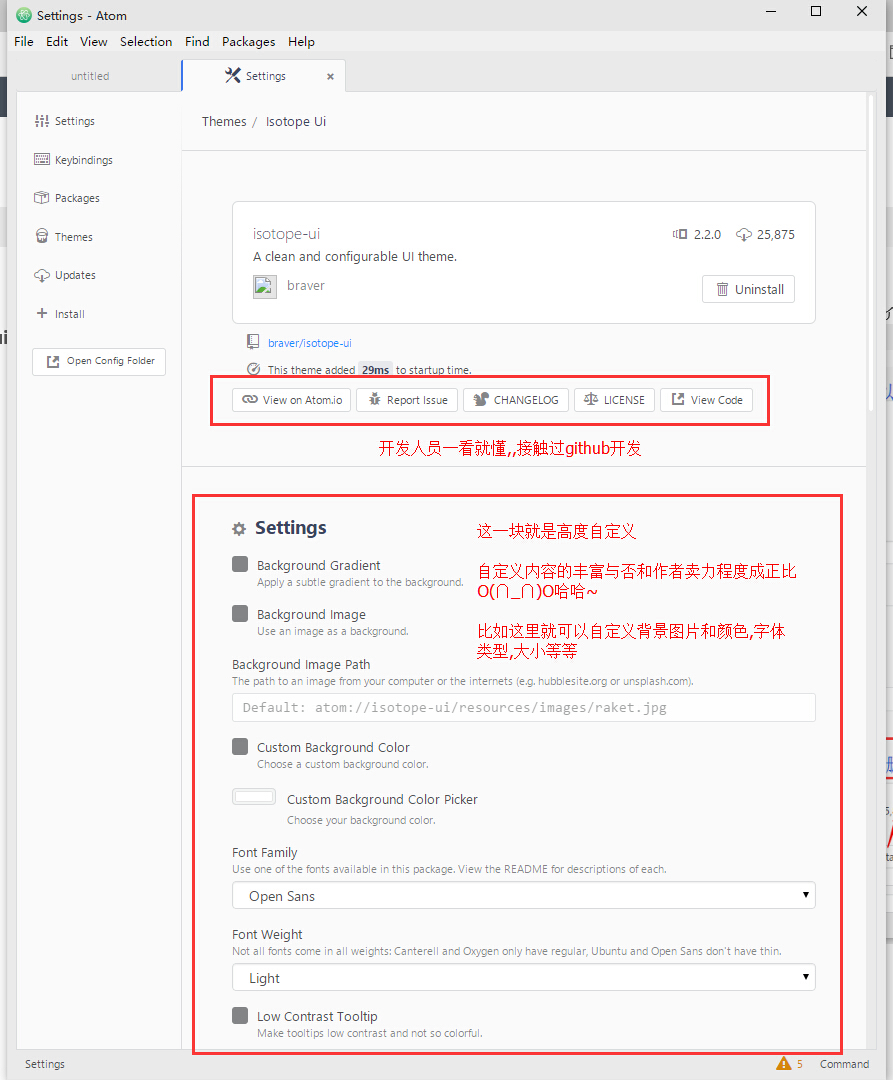 Settings - Atom
File Edit View Selection Find Packages Help
untitled
Settings ×
Settings
Keybindings
Packages
Themes
Updates
+ Install
Open Config Folder
Themes / Isotope Ui
isotope-ui
2.2.0 25,875
A clean and configurable UI theme.
braver
Uninstall
braver/isotope-ui
This theme added 29ms to startup time.
View on Atom.io Report Issue CHANGELOG LICENSE View Code
开发人员一看就懂,,接触过github开发
Settings
这一块就是高度自定义
Background Gradient
Apply a subtle gradient to the background.
自定义内容的丰富与否和作者卖力程度成正比
O(∩_∩)O哈哈~
Background Image
Use an image as a background.
比如这里就可以自定义背景图片和颜色,字体
类型,大小等等
Background Image Path
The path to an image from your computer or the internets (e.g. hubblesite.org or unsplash.com).
Default: atom://isotope-ui/resources/images/raket.jpg
Custom Background Color
Choose a custom background color.
Custom Background Color Picker
Choose your background color.
Font Family
Use one of the fonts available in this package. View the README for descriptions of each.
Open Sans
Font Weight
Not all fonts come in all weights: Canterell and Oxygen only have regular, Ubuntu and Open Sans don't have thin.
Light
Low Contrast Tooltip
Make tooltips low contrast and not so colorful.
Settings
5 Command